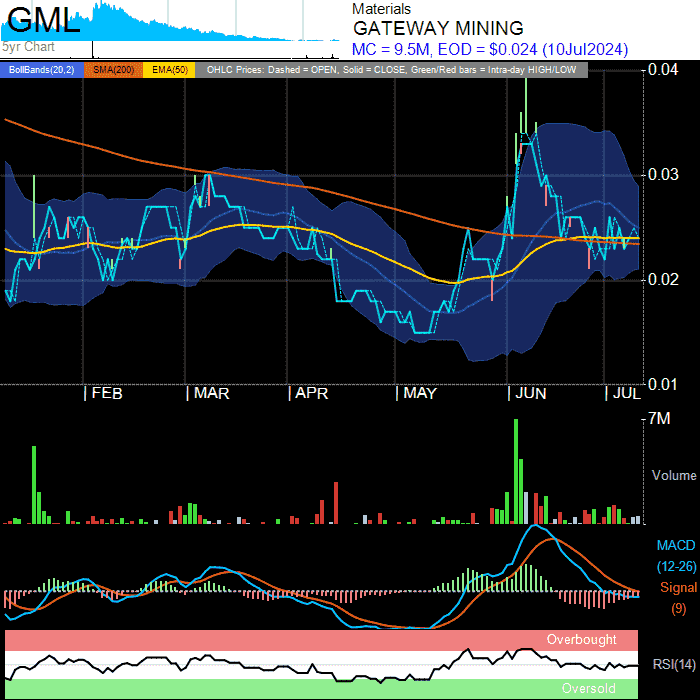 GML
5yr Chart
Materials
GATEWAY MINING
MC = 9.5M, EOD = $0.024 (10Jul2024)
BollBands(20,2) SMA(200) EMA(50) OHLC Prices: Dashed = OPEN, Solid = CLOSE, Green/Red bars = Intra-day HIGH/LOW
0.04
0.03
0.02
0.01
FEB MAR APR MAY JUN JUL
7M
Volume
MACD
(12-26)
Signal
(9)
Overbought
RSI(14)
Oversold